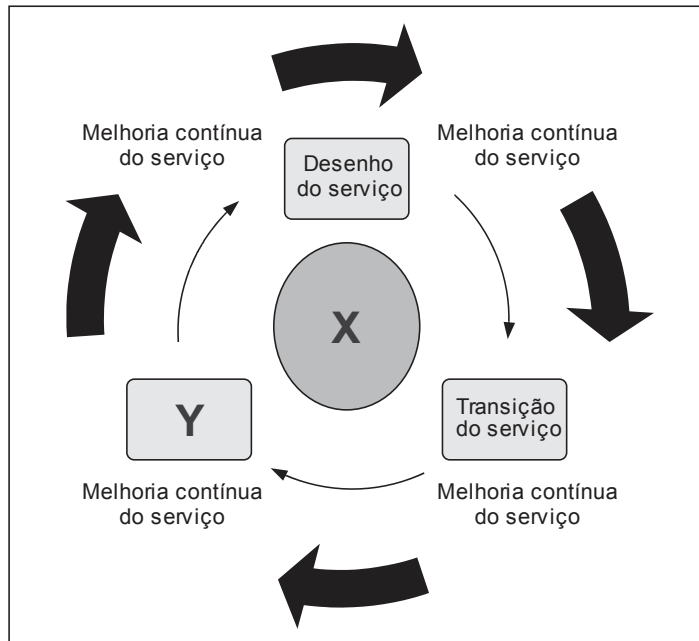 Melhoria contínua
do serviço
Melhoria contínua
do serviço
Desenho
do serviço
X
Y
Transição
do serviço
Melhoria contínua
do serviço
Melhoria contínua
do serviço